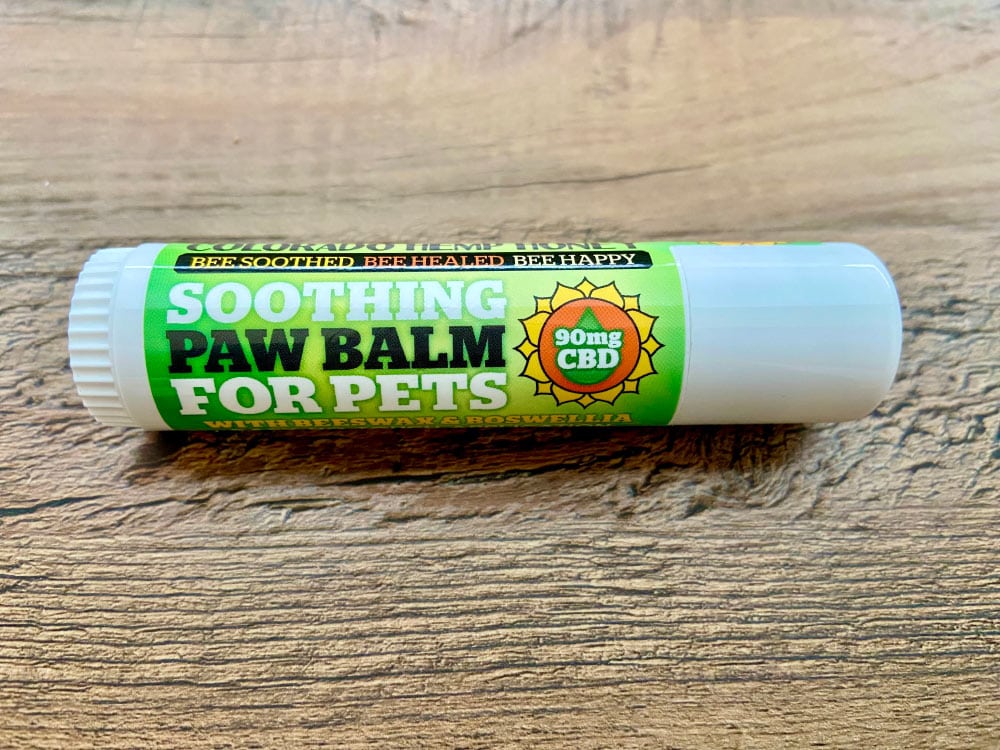 COLORADO HEMP HONEY
BEE SOOTHED BEE HEALED BEE HAPPY
SOOTHING
PAW BALM
FOR PETS
90mg
CBD
WITH BEESWAX & BOSWELLIA